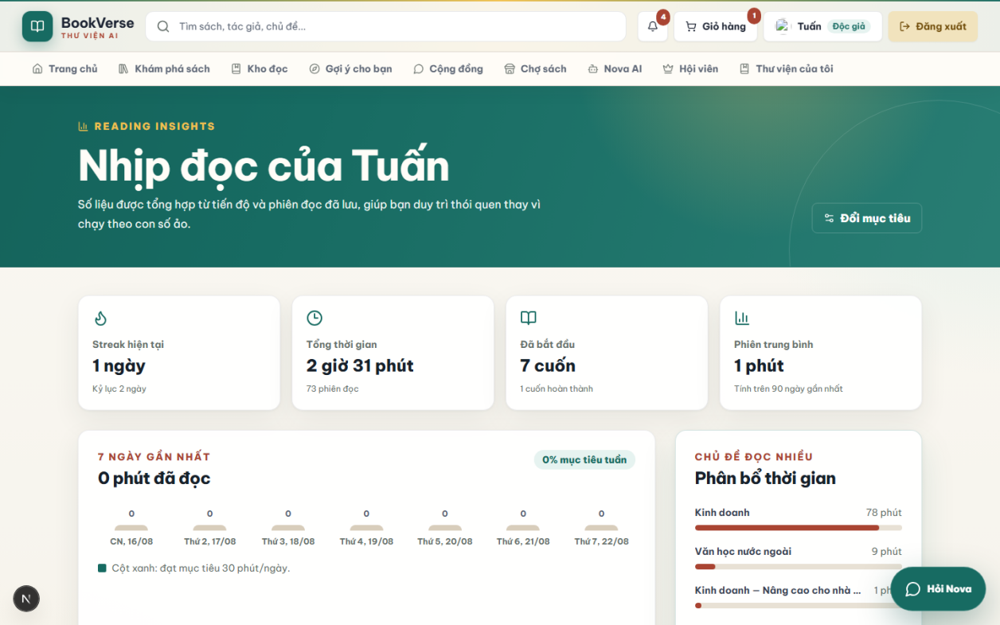 BookVerse
THƯ VIỆN AI
Tìm sách, tác giả, chủ đề...
4
Giỏ hàng
1
Tuấn Độc giả
Đăng xuất
Trang chủ
Khám phá sách
Kho đọc
Gợi ý cho bạn
Cộng đồng
Chợ sách
Nova AI
Hội viên
Thư viện của tôi
READING INSIGHTS
Nhịp đọc của Tuấn
Số liệu được tổng hợp từ tiến độ và phiên đọc đã lưu, giúp bạn duy trì thói quen thay vì
chạy theo con số ảo.
Đổi mục tiêu
Streak hiện tại
1 ngày
Kỷ lục 2 ngày
Tổng thời gian
2 giờ 31 phút
73 phiên đọc
Đã bắt đầu
7 cuốn
1 cuốn hoàn thành
Phiên trung bình
1 phút
Tính trên 90 ngày gần nhất
7 NGÀY GẦN NHẤT
0 phút đã đọc
0% mục tiêu tuần
0 0 0 0 0 0 0
CN, 16/08 Thứ 2, 17/08 Thứ 3, 18/08 Thứ 4, 19/08 Thứ 5, 20/08 Thứ 6, 21/08 Thứ 7, 22/08
Cột xanh: đạt mục tiêu 30 phút/ngày.
CHỦ ĐỀ ĐỌC NHIỀU
Phân bổ thời gian
Kinh doanh 78 phút
Văn học nước ngoài 9 phút
Kinh doanh — Nâng cao cho nhà ... 1 ph
Hỏi Nova
N